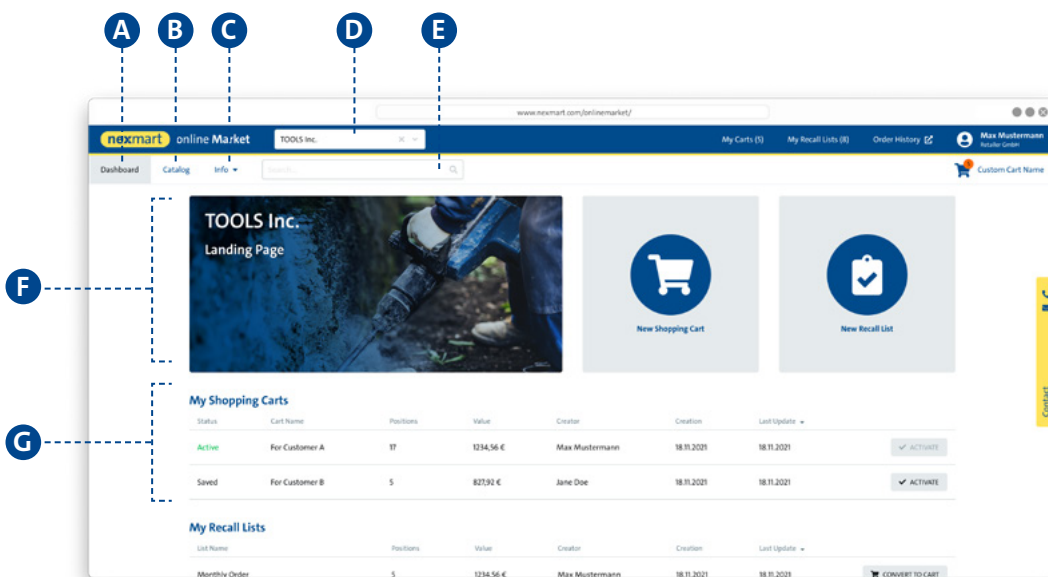 A B C D E
www.nexmart.com/onlinemarket/
nexmart online Market TOOLS Inc. My Carts (5) My Recall Lists (8) Order History Max Mustermann
Retailer GmbH
Dashboard Catalog Info Search... 3 Custom Cart Name
F
TOOLS Inc.
Landing Page
New Shopping Cart New Recall List
Contact
G
My Shopping Carts
Status Cart Name Positions Value Creator Creation Last Update
Active For Customer A 17 1234,56 € Max Mustermann 18.11.2021 18.11.2021 ACTIVATE
Saved For Customer B 5 827,92 € Jane Doe 18.11.2021 18.11.2021 ACTIVATE
My Recall Lists
List Name Positions Value Creator Creation Last Update
Monthly Order 5 1234,56 € Max Mustermann 18.11.2021 18.11.2021 CONVERT TO CART